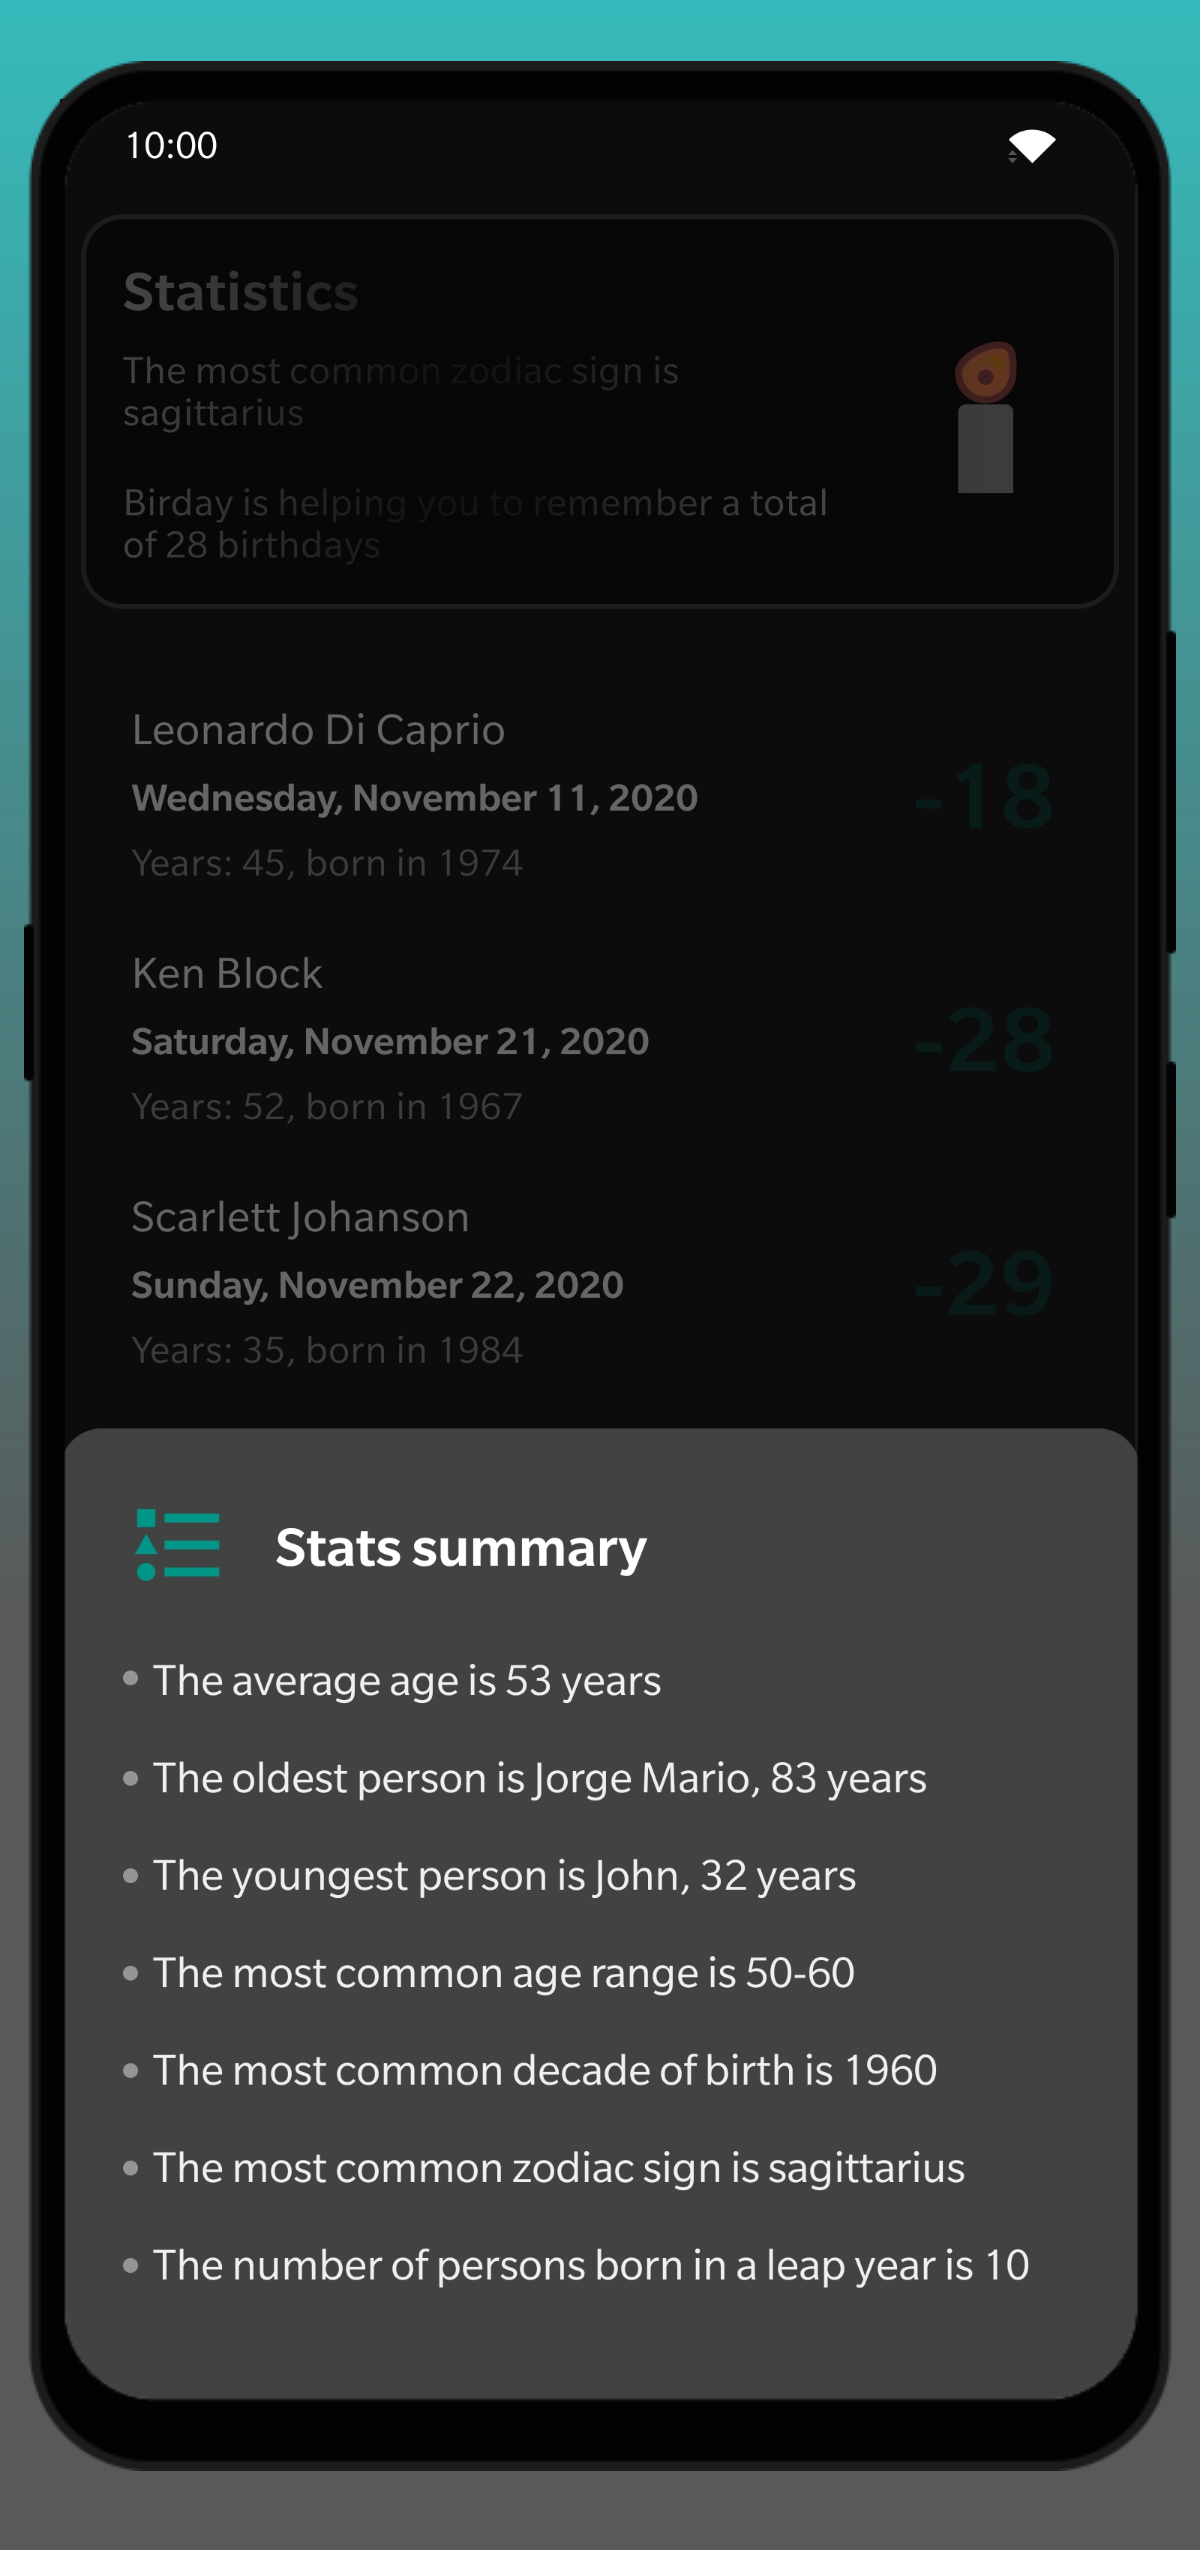 10:00
Statistics
The most common zodiac sign is
sagittarius
Birday is helping you to remember a total
of 28 birthdays
Leonardo Di Caprio
Wednesday, November 11, 2020
-18
Years: 45, born in 1974
Ken Block
Saturday, November 21, 2020
-28
Years: 52, born in 1967
Scarlett Johanson
Sunday, November 22, 2020
-29
Years: 35, born in 1984
Stats summary
The average age is 53 years
The oldest person is Jorge Mario, 83 years
The youngest person is John, 32 years
The most common age range is 50-60
The most common decade of birth is 1960
The most common zodiac sign is sagittarius
The number of persons born in a leap year is 10